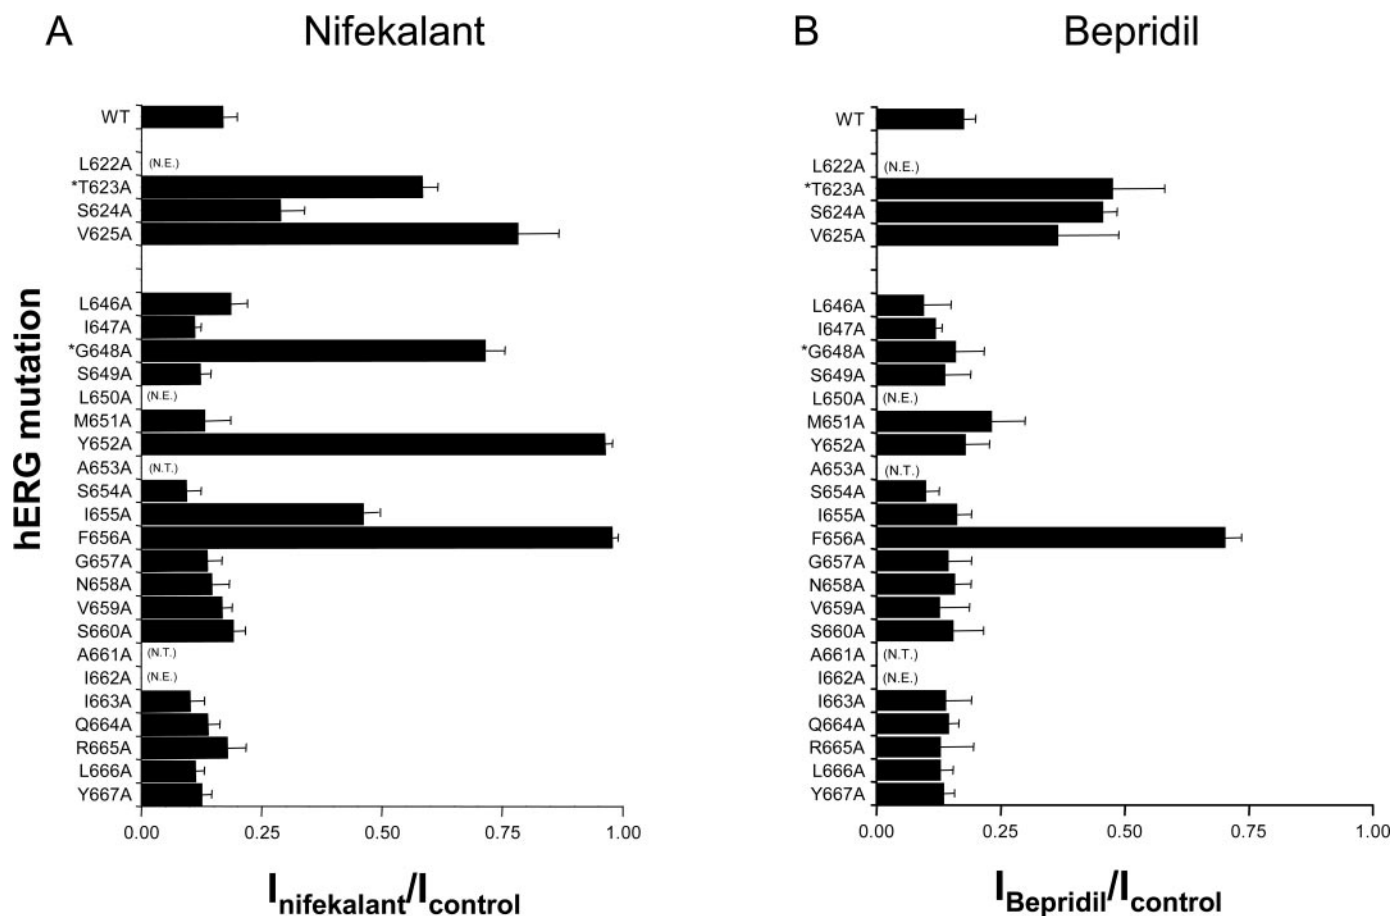 A Nifekalant
WT
L622A (N.E.)
*T623A
S624A
V625A
L646A
I647A
*G648A
S649A
L650A (N.E.)
M651A
Y652A
A653A (N.T.)
S654A
I655A
F656A
G657A
N658A
V659A
S660A
A661A (N.T.)
I662A (N.E.)
I663A
Q664A
R665A
L666A
Y667A
0.00 0.25 0.50 0.75 1.00
Inifekalant/Icontrol
hERG mutation
B Bepridil
WT
L622A (N.E.)
*T623A
S624A
V625A
L646A
I647A
*G648A
S649A
L650A (N.E.)
M651A
Y652A
A653A (N.T.)
S654A
I655A
F656A
G657A
N658A
V659A
S660A
A661A (N.T.)
I662A (N.E.)
I663A
Q664A
R665A
L666A
Y667A
0.00 0.25 0.50 0.75 1.00
IBepridil/Icontrol